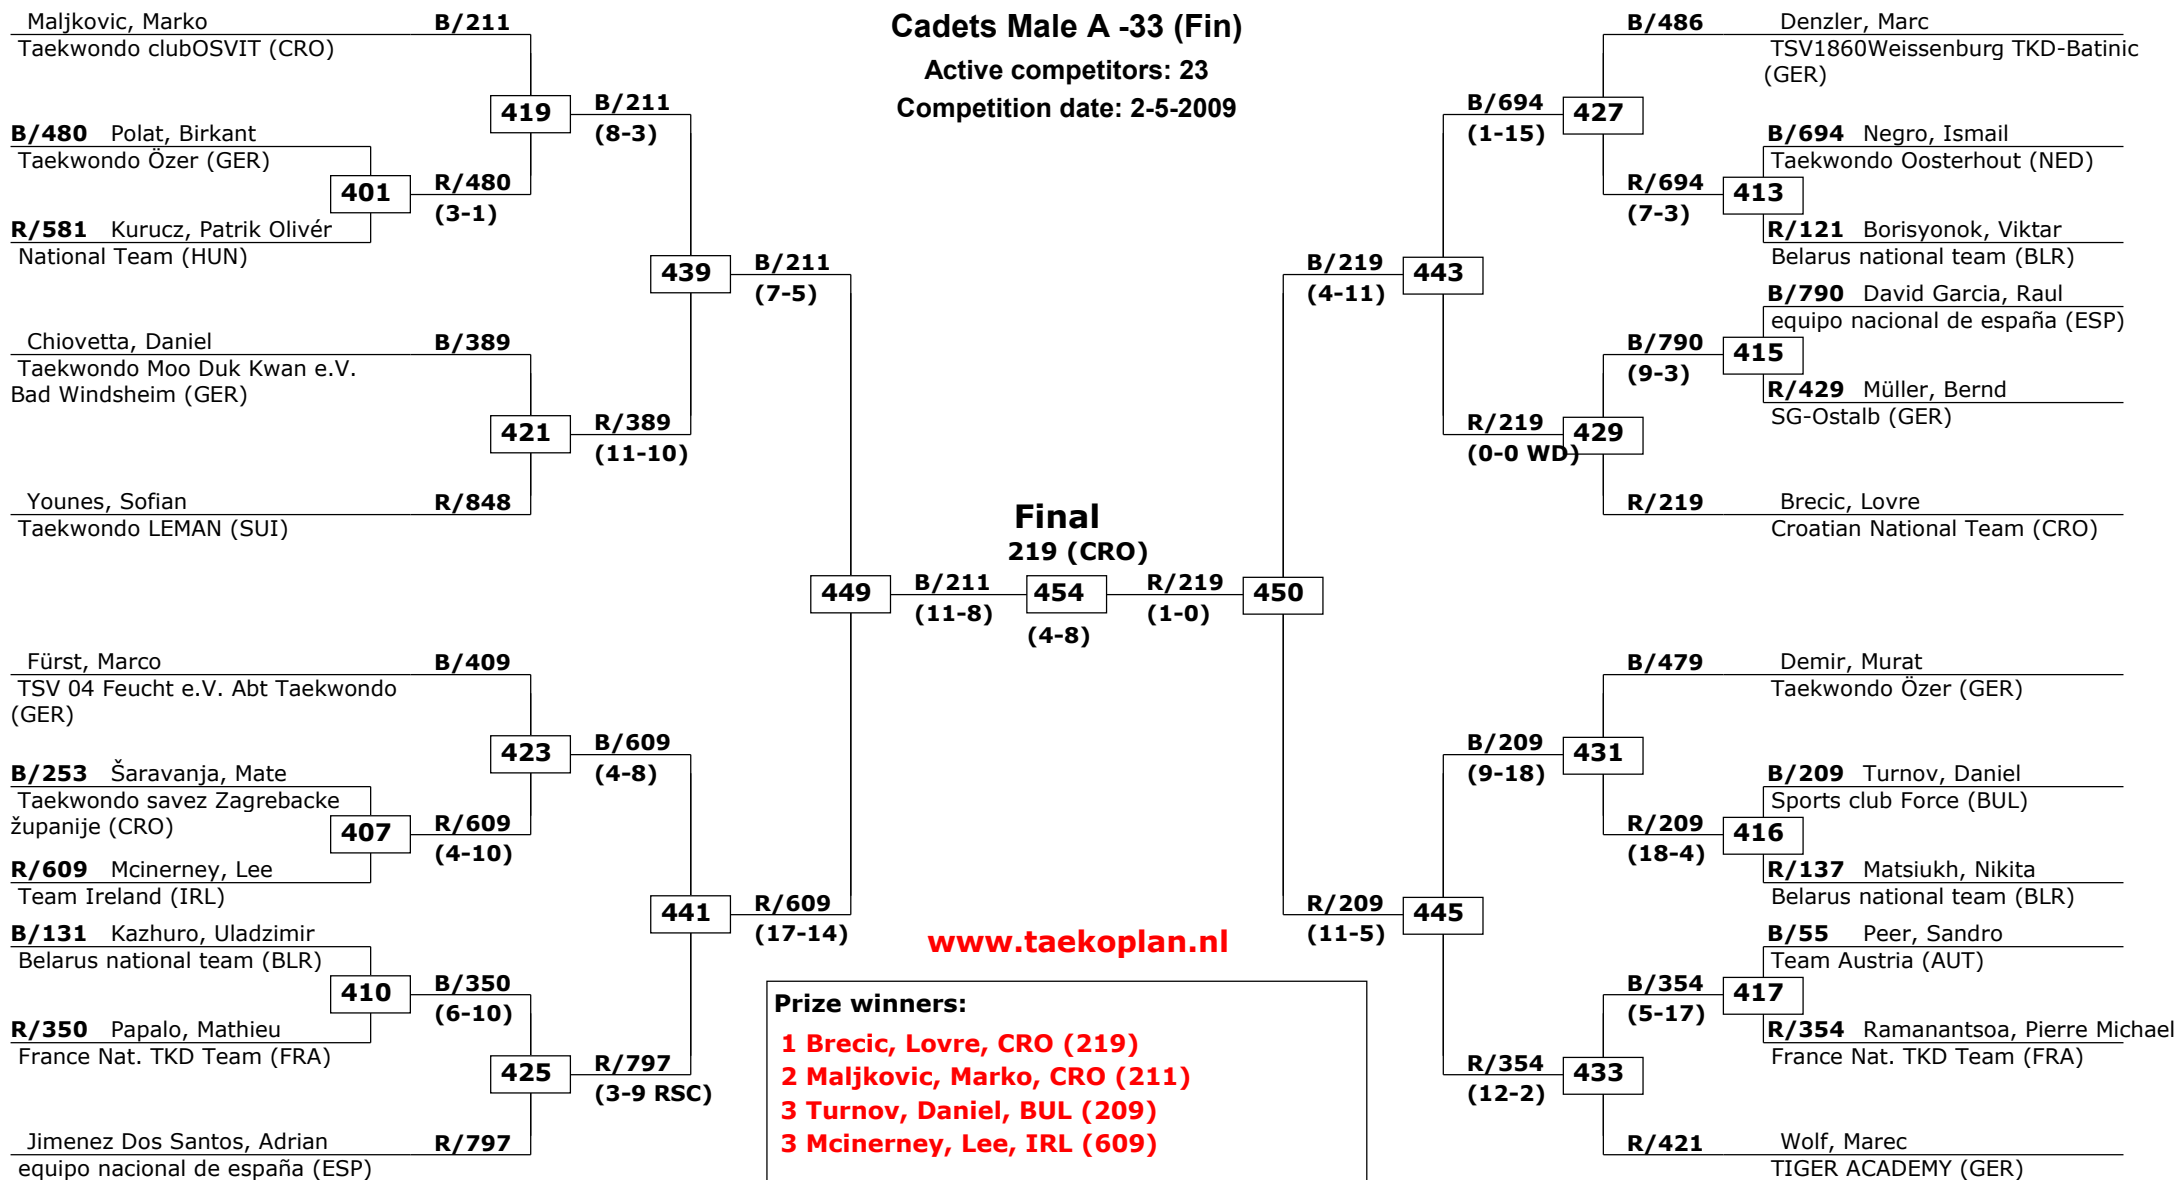 Cadets Male A -33 (Fin)
Active competitors: 23
Competition date: 2-5-2009
Maljkovic, Marko B/211
Taekwondo clubOSVIT (CRO)
419
B/211
(8-3)
B/480 Polat, Birkant
Taekwondo Özer (GER)
401
R/480
(3-1)
R/581 Kurucz, Patrik Olivér
National Team (HUN)
439
B/211
(7-5)
Chiovetta, Daniel B/389
Taekwondo Moo Duk Kwan e.V.
Bad Windsheim (GER)
421
R/389
(11-10)
Younes, Sofian R/848
Taekwondo LEMAN (SUI)
449
B/211
(11-8)
Fürst, Marco B/409
TSV 04 Feucht e.V. Abt Taekwondo
(GER)
423
B/609
(4-8)
B/253 Šaravanja, Mate
Taekwondo savez Zagrebacke
županije (CRO)
407
R/609
(4-10)
R/609 Mcinerney, Lee
Team Ireland (IRL)
441
R/609
(17-14)
B/131 Kazhuro, Uladzimir
Belarus national team (BLR)
410
B/350
(6-10)
R/350 Papalo, Mathieu
France Nat. TKD Team (FRA)
425
R/797
(3-9 RSC)
Jimenez Dos Santos, Adrian R/797
equipo nacional de españa (ESP)
Final
219 (CRO)
454
(4-8)
R/219
(1-0)
450
B/486 Denzler, Marc
TSV1860Weissenburg TKD-Batinic
(GER)
B/694
(1-15)
427
B/694 Negro, Ismail
Taekwondo Oosterhout (NED)
R/694
(7-3)
413
R/121 Borisyonok, Viktar
Belarus national team (BLR)
B/219
(4-11)
443
B/790 David Garcia, Raul
equipo nacional de españa (ESP)
B/790
(9-3)
415
R/429 Müller, Bernd
SG-Ostalb (GER)
R/219
(0-0 WD)
429
R/219 Brecic, Lovre
Croatian National Team (CRO)
B/479 Demir, Murat
Taekwondo Özer (GER)
B/209
(9-18)
431
B/209 Turnov, Daniel
Sports club Force (BUL)
R/209
(18-4)
416
R/137 Matsiukh, Nikita
Belarus national team (BLR)
R/209
(11-5)
445
B/55 Peer, Sandro
Team Austria (AUT)
B/354
(5-17)
417
R/354 Ramanantsoa, Pierre Michael
France Nat. TKD Team (FRA)
R/354
(12-2)
433
R/421 Wolf, Marec
TIGER ACADEMY (GER)
www.taekoplan.nl
Prize winners:
1 Brecic, Lovre, CRO (219)
2 Maljkovic, Marko, CRO (211)
3 Turnov, Daniel, BUL (209)
3 Mcinerney, Lee, IRL (609)